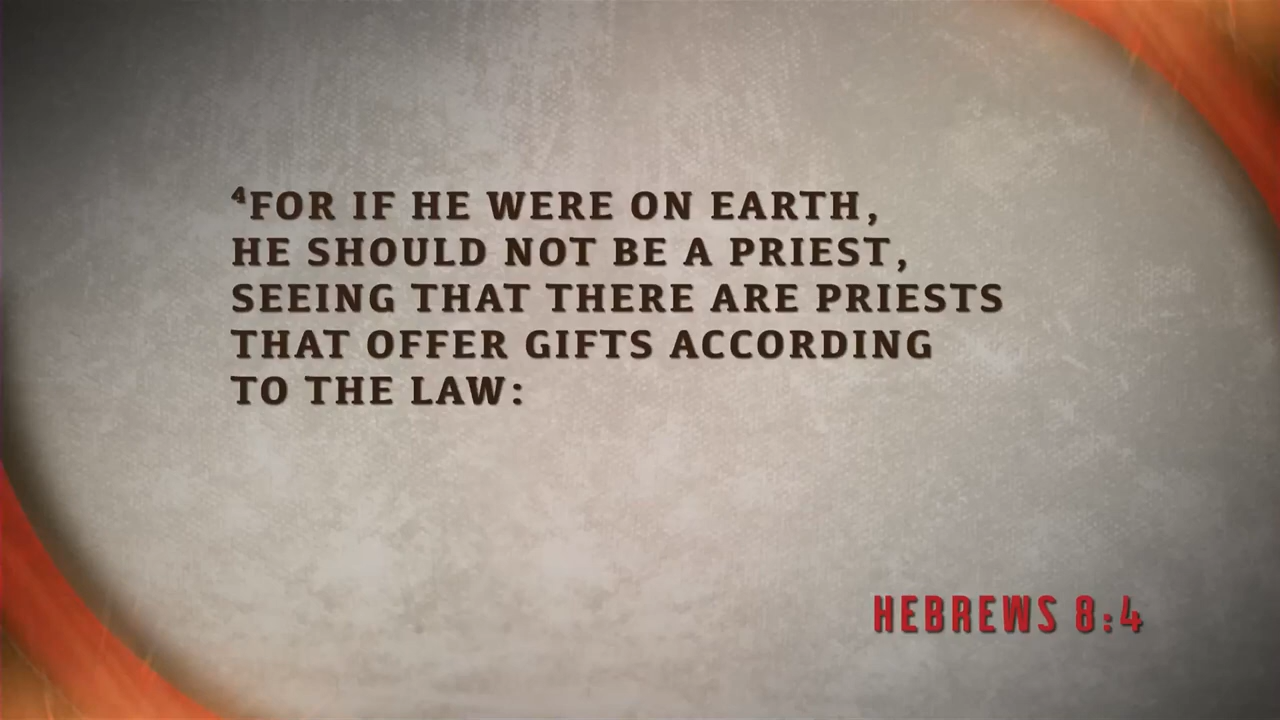 ⁴FOR IF HE WERE ON EARTH,
HE SHOULD NOT BE A PRIEST,
SEEING THAT THERE ARE PRIESTS
THAT OFFER GIFTS ACCORDING
TO THE LAW:
HEBREWS 8:4